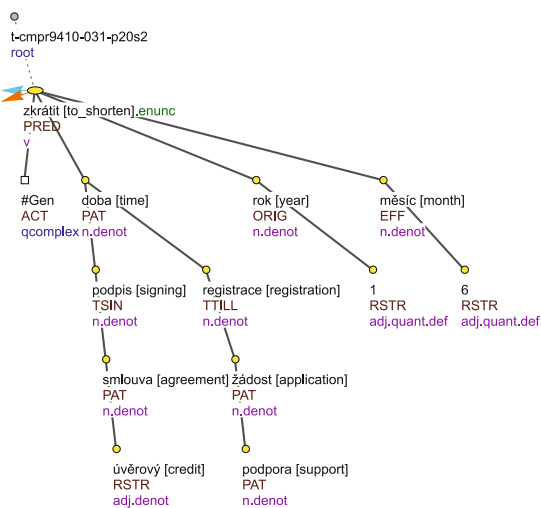 t-cmpr9410-031-p20s2
root
zkrátit [to_shorten].enunc
PRED
v
#Gen doba [time] rok [year] měsíc [month]
ACT PAT ORIG EFF
qcomplex n.denot n.denot n.denot
podpis [signing] registrace [registration] 1 6
TSIN TTILL RSTR RSTR
n.denot n.denot adj.quant.def adj.quant.def
smlouva [agreement] žádost [application]
PAT PAT
n.denot n.denot
úvěrový [credit] podpora [support]
RSTR PAT
adj.denot n.denot